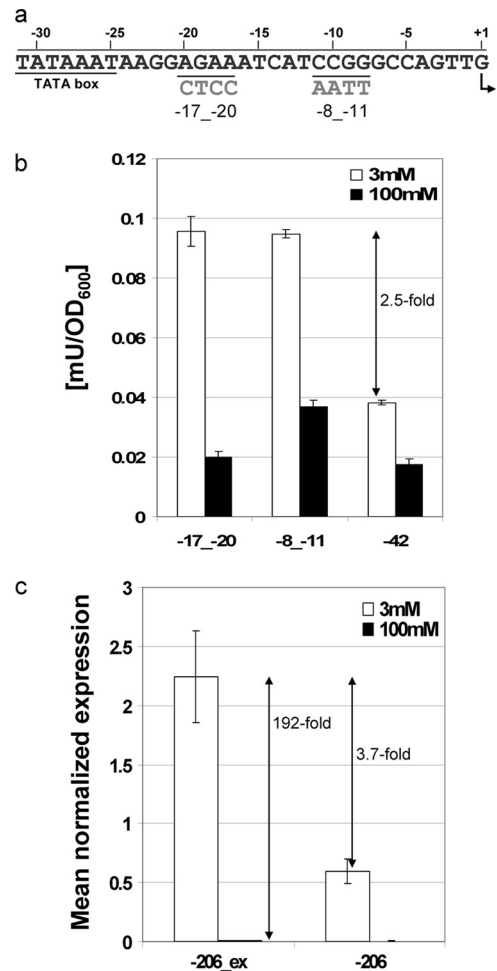 a
-30 -25 -20 -15 -10 -5 +1
TATAAATAAGGAGAAATCATCCGGGCCAGTTG
TATA box CTCC AATT
-17_-20 -8_-11
b
[mU/OD600]
0.12
0.1
0.08
0.06
0.04
0.02
0
3mM
100mM
2.5-fold
-17_-20 -8_-11 -42
c
Mean normalized expression
3
2.5
2
1.5
1
0.5
0
3mM
100mM
192-fold
3.7-fold
-206_ex -206